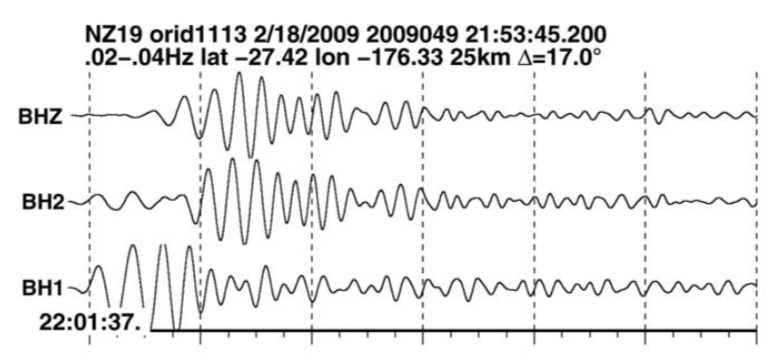 NZ19 orid1113 2/18/2009 2009049 21:53:45.200
.02−.04Hz lat −27.42 lon −176.33 25km Δ=17.0°
BHZ
BH2
BH1
22:01:37.